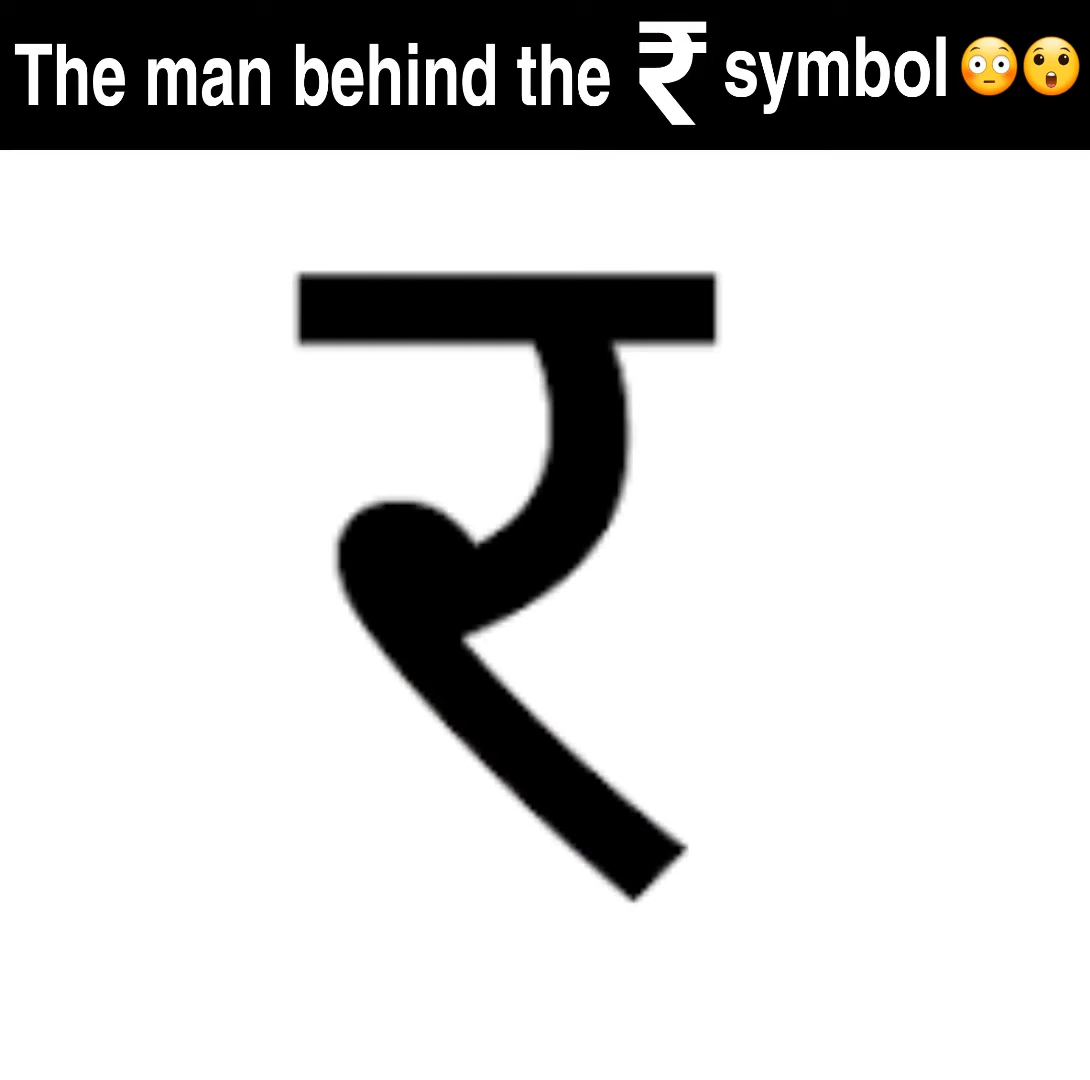 The man behind the ₹ symbol😳😲
र